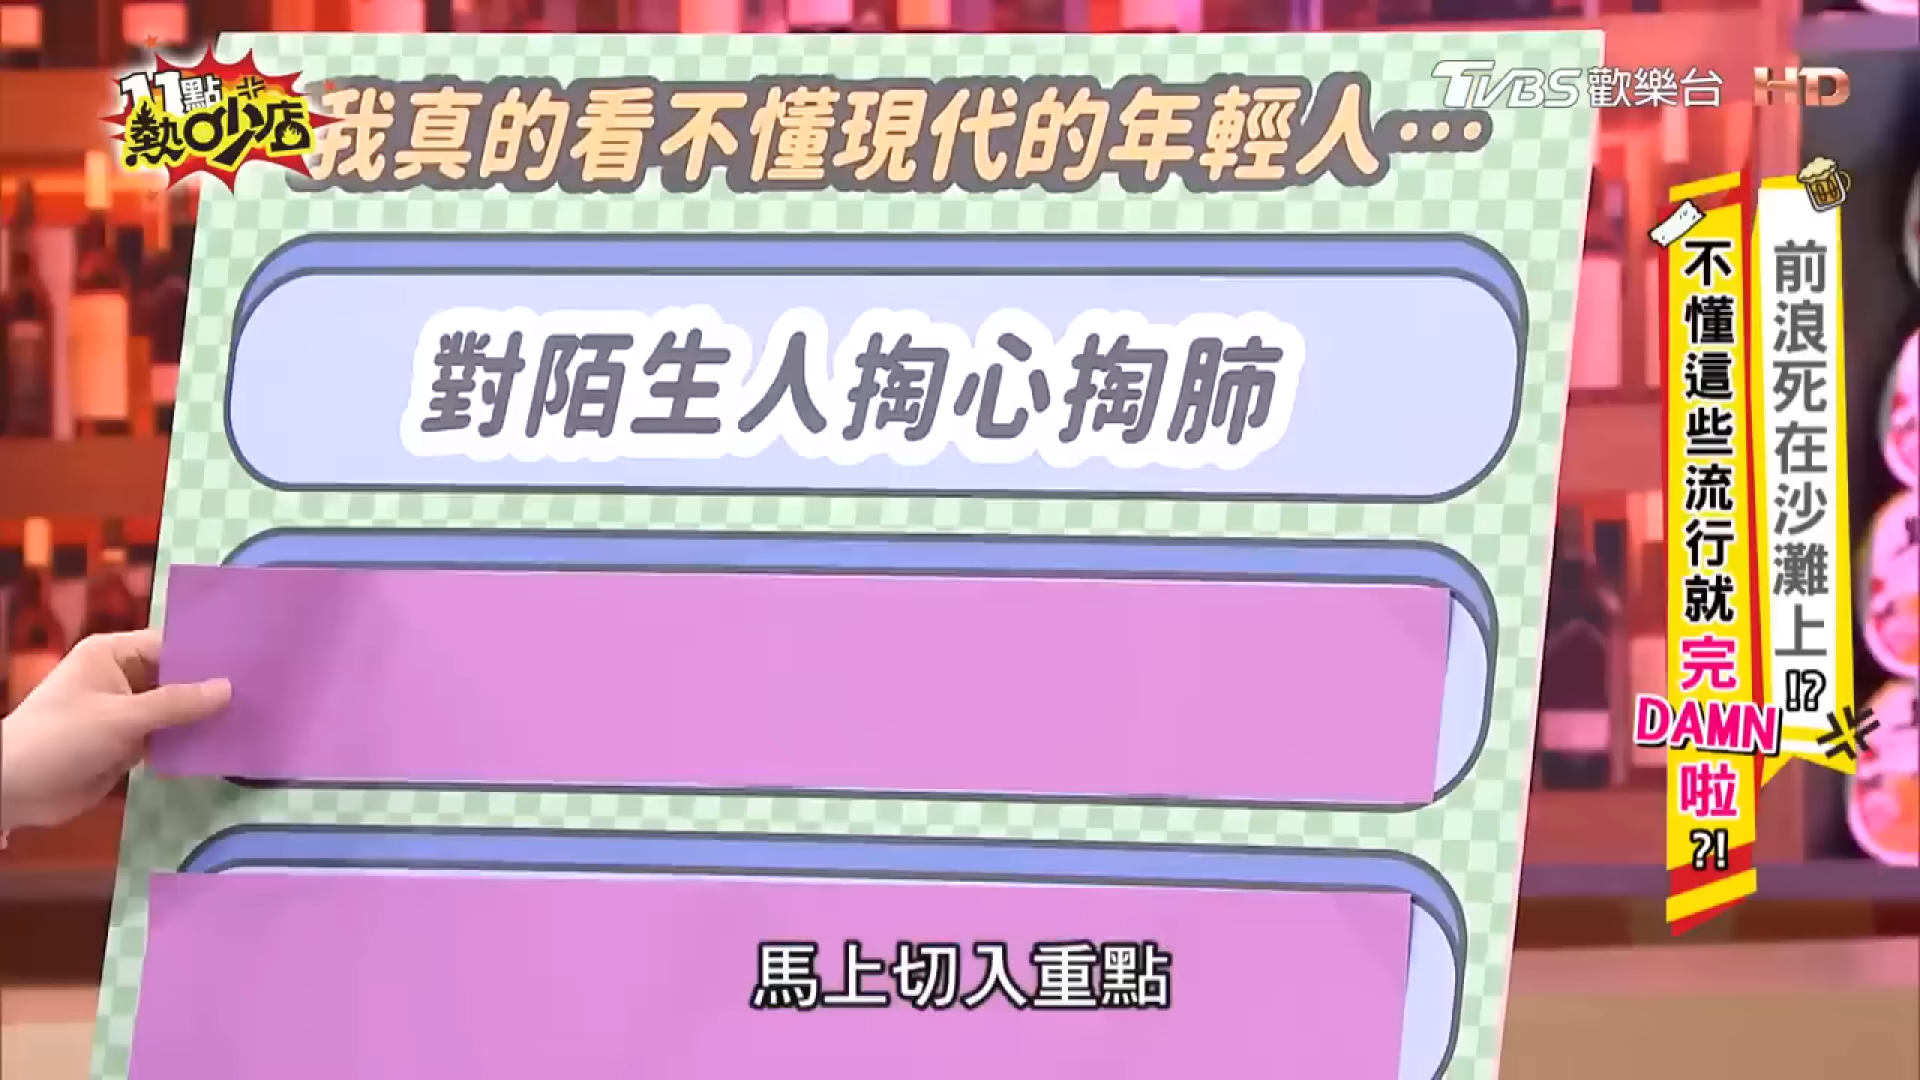 11點
熱吵店
TVBS歡樂台 HD
我真的看不懂現代的年輕人…
對陌生人掏心掏肺
前浪死在沙灘上!?
不懂這些流行就完DAMN啦?!
馬上切入重點